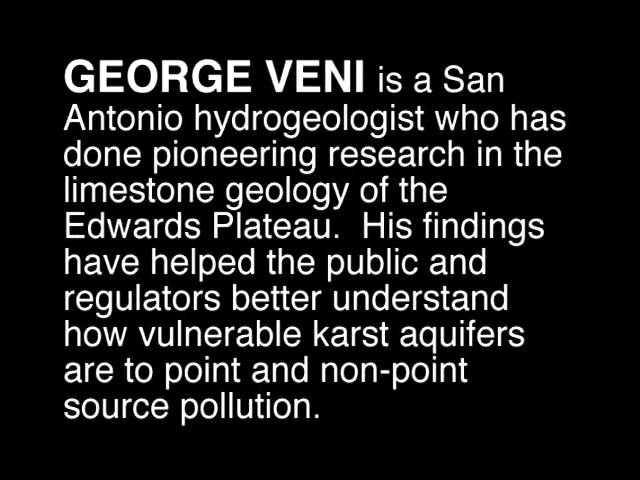 GEORGE VENI is a San
Antonio hydrogeologist who has
done pioneering research in the
limestone geology of the
Edwards Plateau.  His findings
have helped the public and
regulators better understand
how vulnerable karst aquifers
are to point and non-point
source pollution.